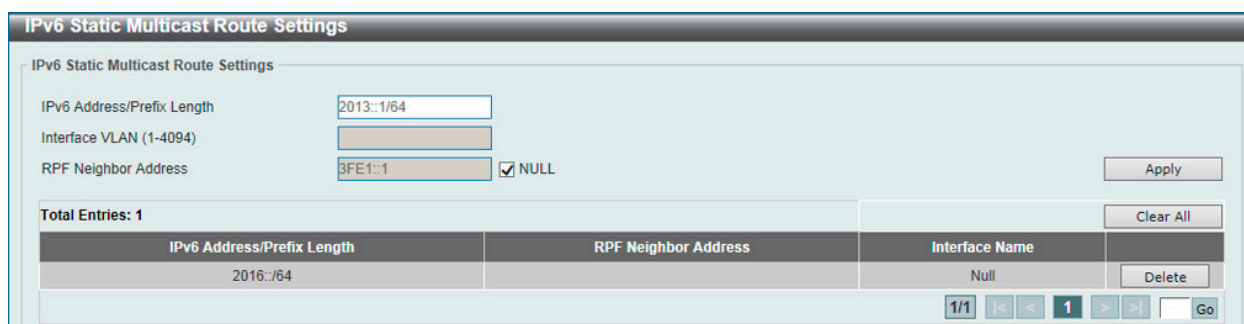 IPv6 Static Multicast Route Settings
IPv6 Static Multicast Route Settings
IPv6 Address/Prefix Length 2013::1/64
Interface VLAN (1-4094)
RPF Neighbor Address 3FE1::1 NULL Apply
Total Entries: 1 Clear All
IPv6 Address/Prefix Length RPF Neighbor Address Interface Name
2016::/64 Null Delete
1/1 |< < 1 > >| Go